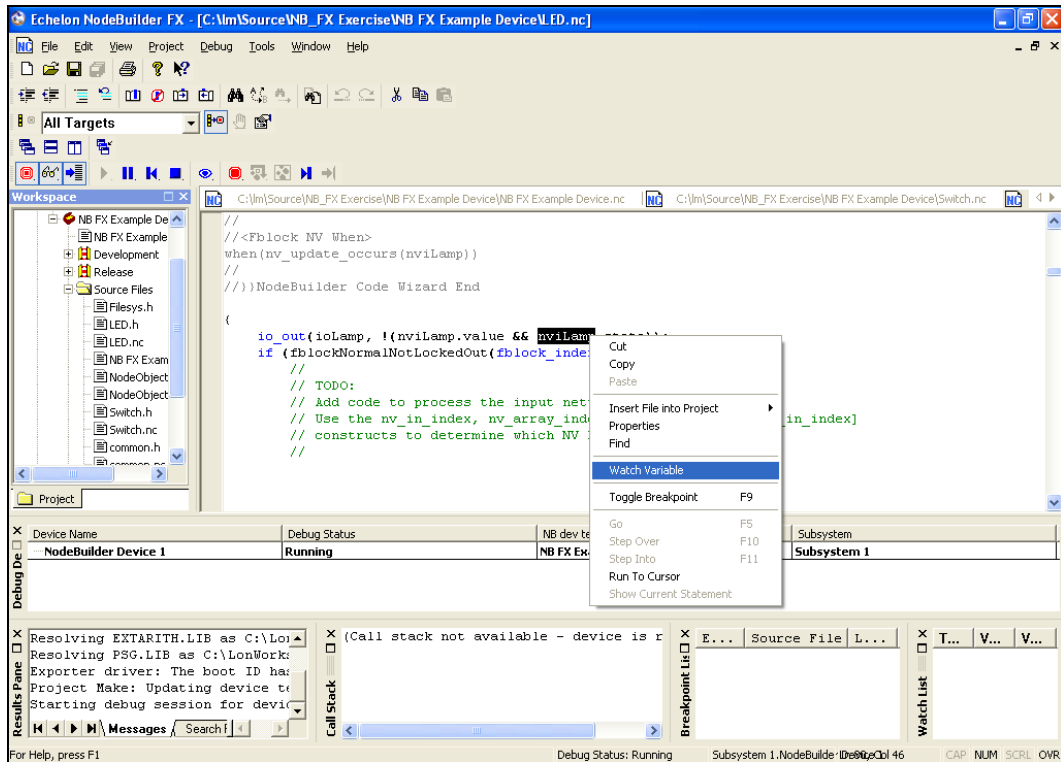 Echelon NodeBuilder FX - [C:\lm\Source\NB_FX Exercise\NB FX Example Device\LED.nc]
File Edit View Project Debug Tools Window Help
All Targets
Workspace
C:\lm\Source\NB_FX Exercise\NB FX Example Device\NB FX Example Device.nc
C:\lm\Source\NB_FX Exercise\NB FX Example Device\Switch.nc
NB FX Example De
NB FX Example
Development
Release
Source Files
Filesys.h
LED.h
LED.nc
NB FX Exam
NodeObject
NodeObject
Switch.h
Switch.nc
common.h
Project
//
//<Fblock NV When>
when(nv_update_occurs(nviLamp))
//
//}}NodeBuilder Code Wizard End
{
io_out(ioLamp, !(nviLamp.value && nviLamp
if (fblockNormalNotLockedOut(fblock_inde
//
// TODO:
// Add code to process the input net
// Use the nv_in_index, nv_array_ind in_index]
// constructs to determine which NV
//
Cut
Copy
Paste
Insert File into Project
Properties
Find
Watch Variable
Toggle Breakpoint F9
Go F5
Step Over F10
Step Into F11
Run To Cursor
Show Current Statement
Debug De
Device Name Debug Status NB dev te Subsystem
NodeBuilder Device 1 Running NB FX Ex Subsystem 1
Results Pane
Resolving EXTARITH.LIB as C:\Lon
Resolving PSG.LIB as C:\LonWorks
Exporter driver: The boot ID has
Project Make: Updating device te
Starting debug session for devic
Messages Search F
Call Stack
(Call stack not available - device is r
Breakpoint Lis
E... Source File L...
Watch List
T... V... V...
For Help, press F1
Debug Status: Running
Subsystem 1.NodeBuilder
Col 46
CAP NUM SCRL OVR